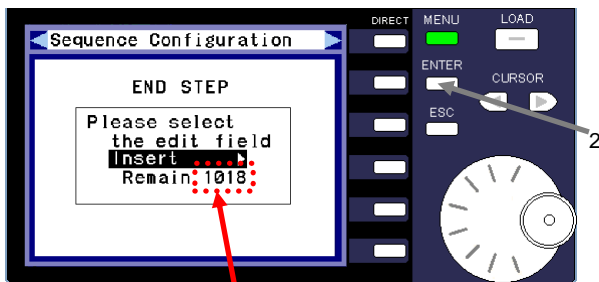 Sequence Configuration
END STEP
Please select
the edit field
Insert
Remain 1018
DIRECT
MENU
LOAD
ENTER
CURSOR
ESC
2